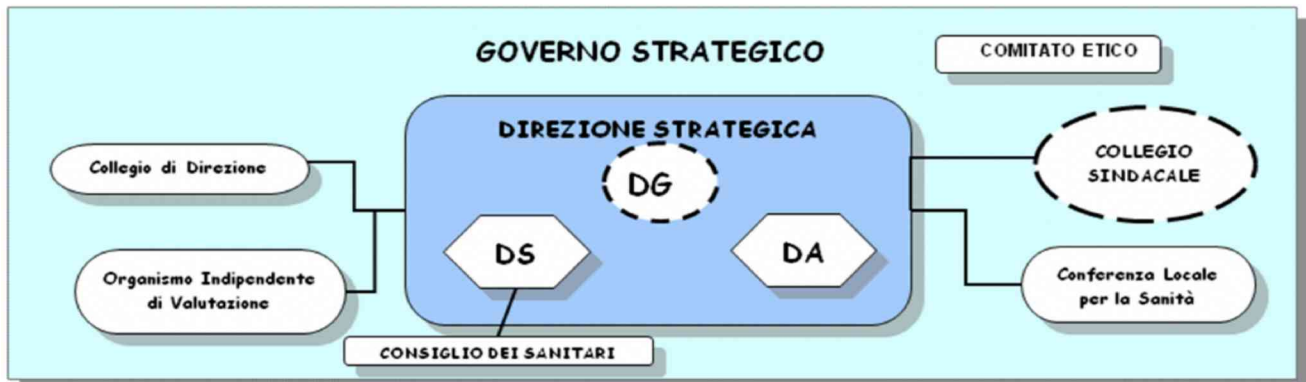 GOVERNO STRATEGICO
COMITATO ETICO
DIREZIONE STRATEGICA
Collegio di Direzione
DG
COLLEGIO
SINDACALE
DS
DA
Organismo Indipendente
di Valutazione
Conferenza Locale
per la Sanità
CONSIGLIO DEI SANITARI